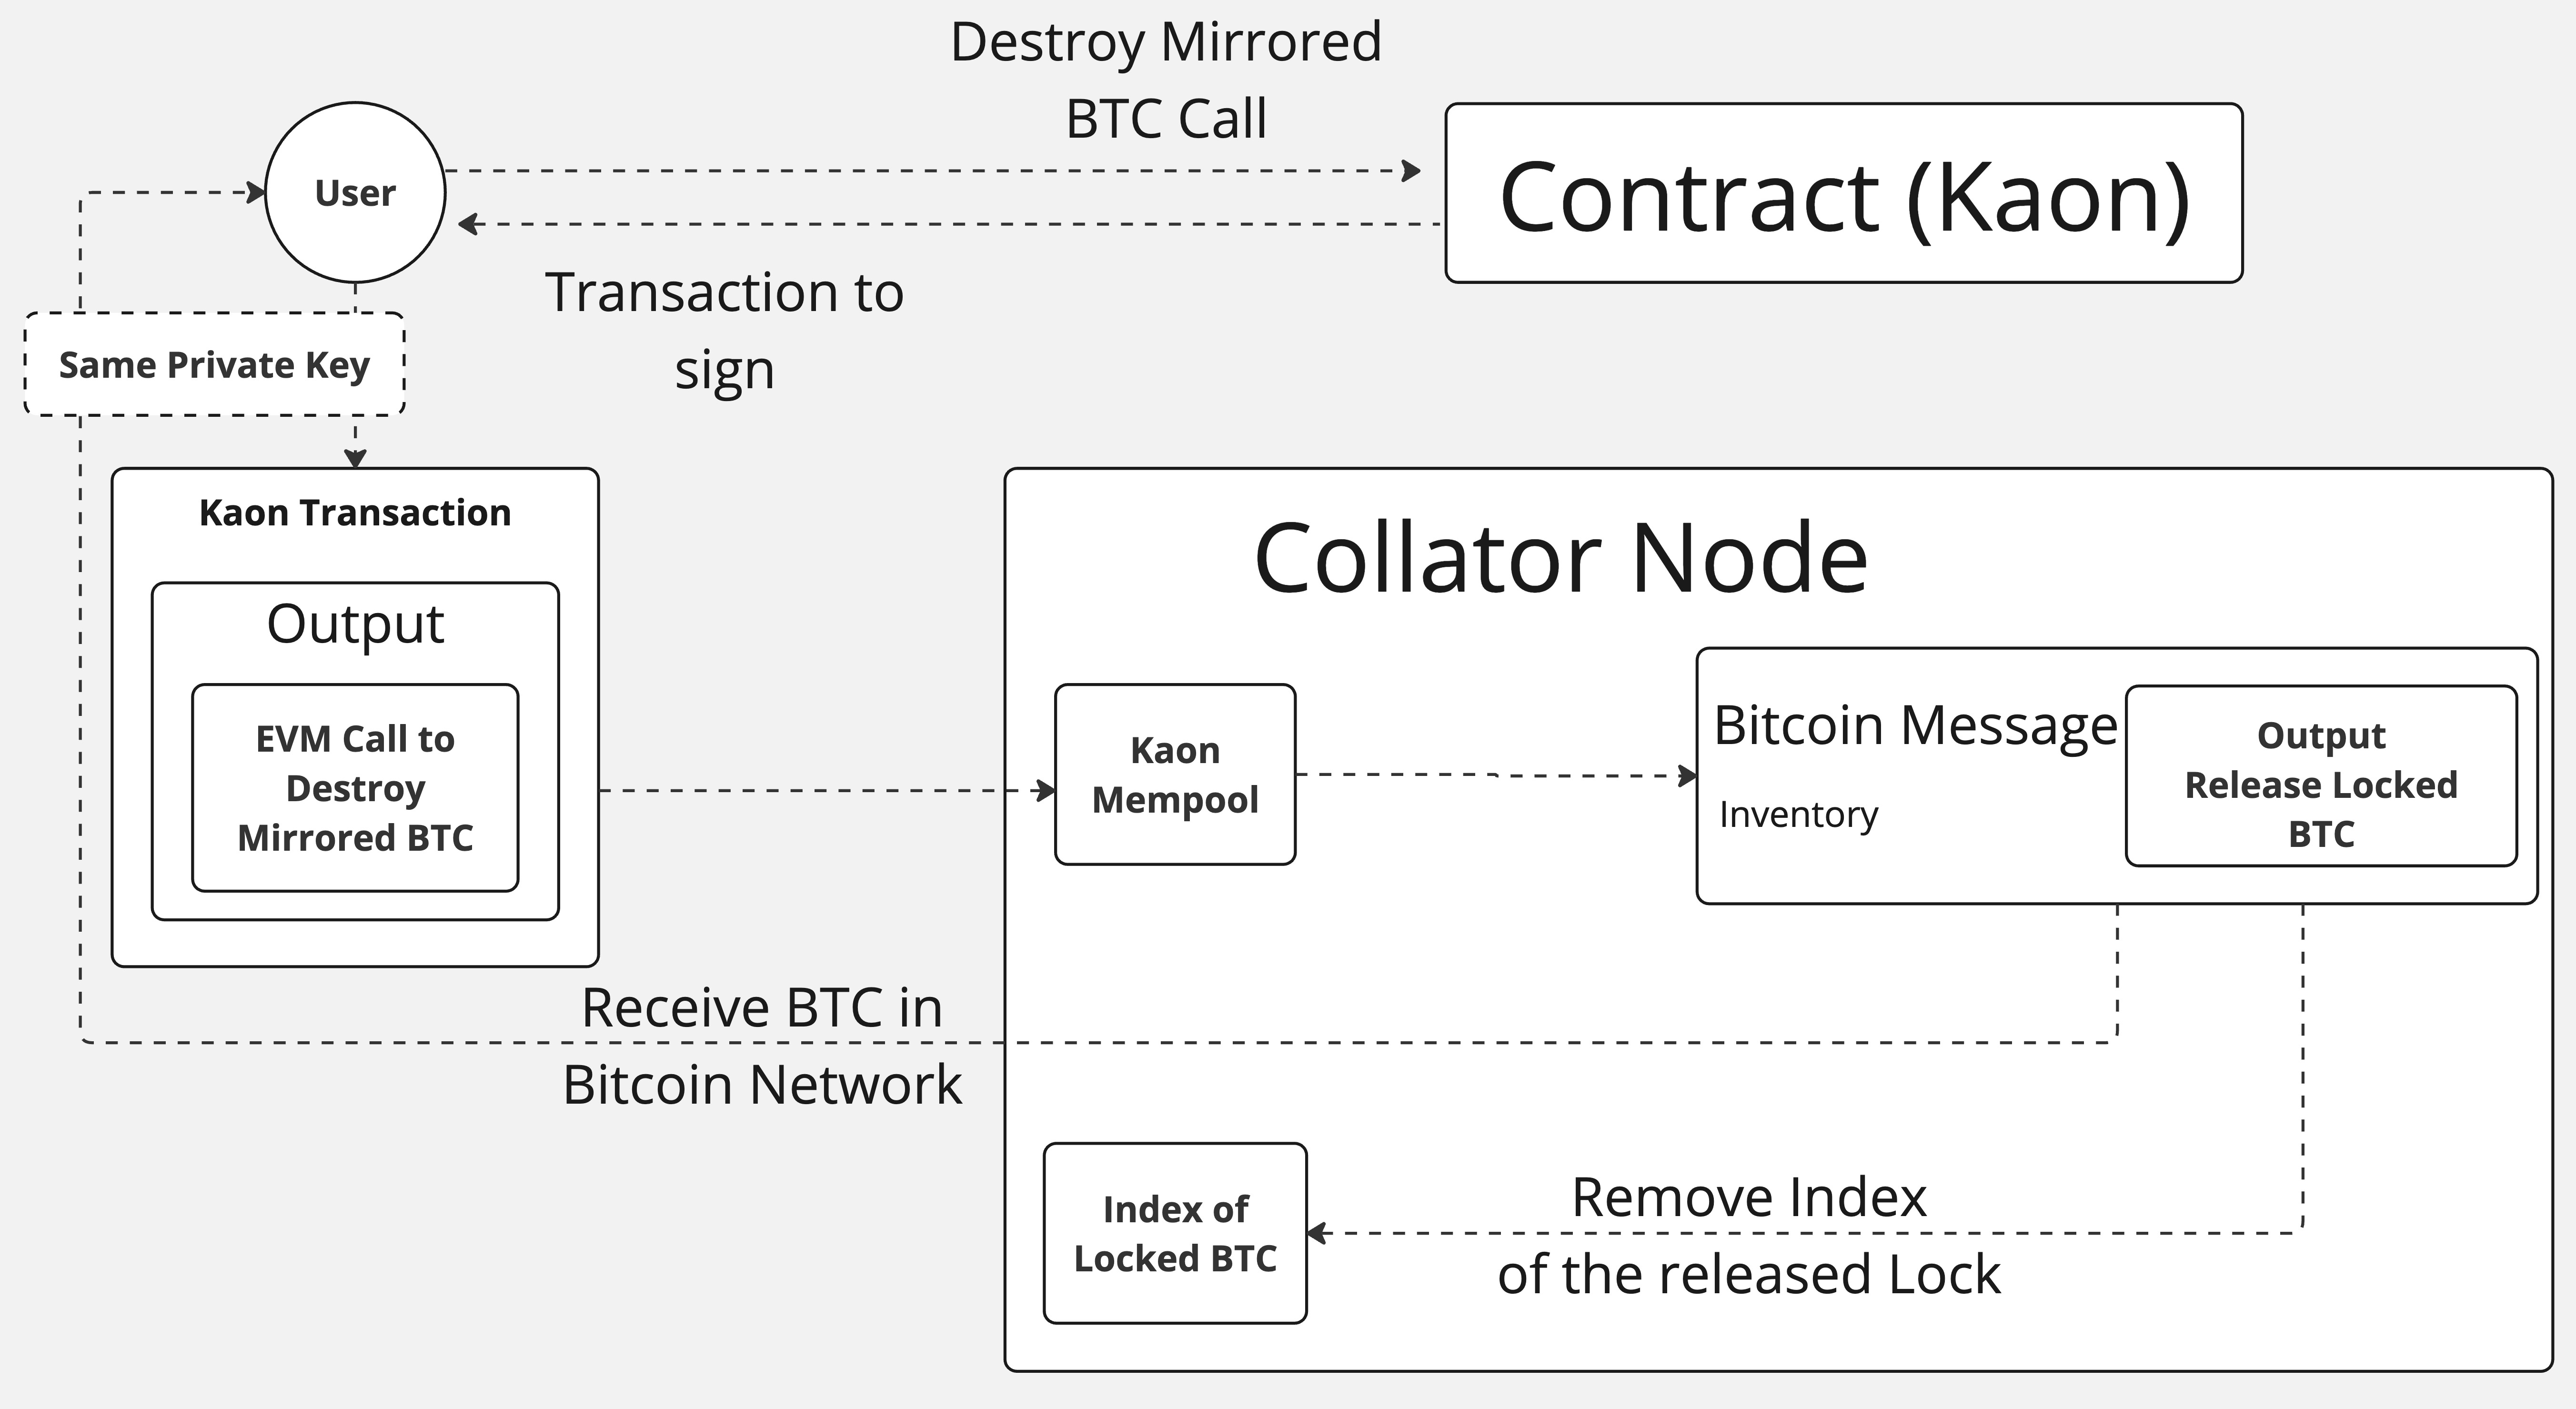 Destroy Mirrored
BTC Call
User
Contract (Kaon)
Transaction to
sign
Same Private Key
Kaon Transaction
Output
EVM Call to
Destroy
Mirrored BTC
Collator Node
Kaon
Mempool
Bitcoin Message
Inventory
Output
Release Locked
BTC
Receive BTC in
Bitcoin Network
Index of
Locked BTC
Remove Index
of the released Lock